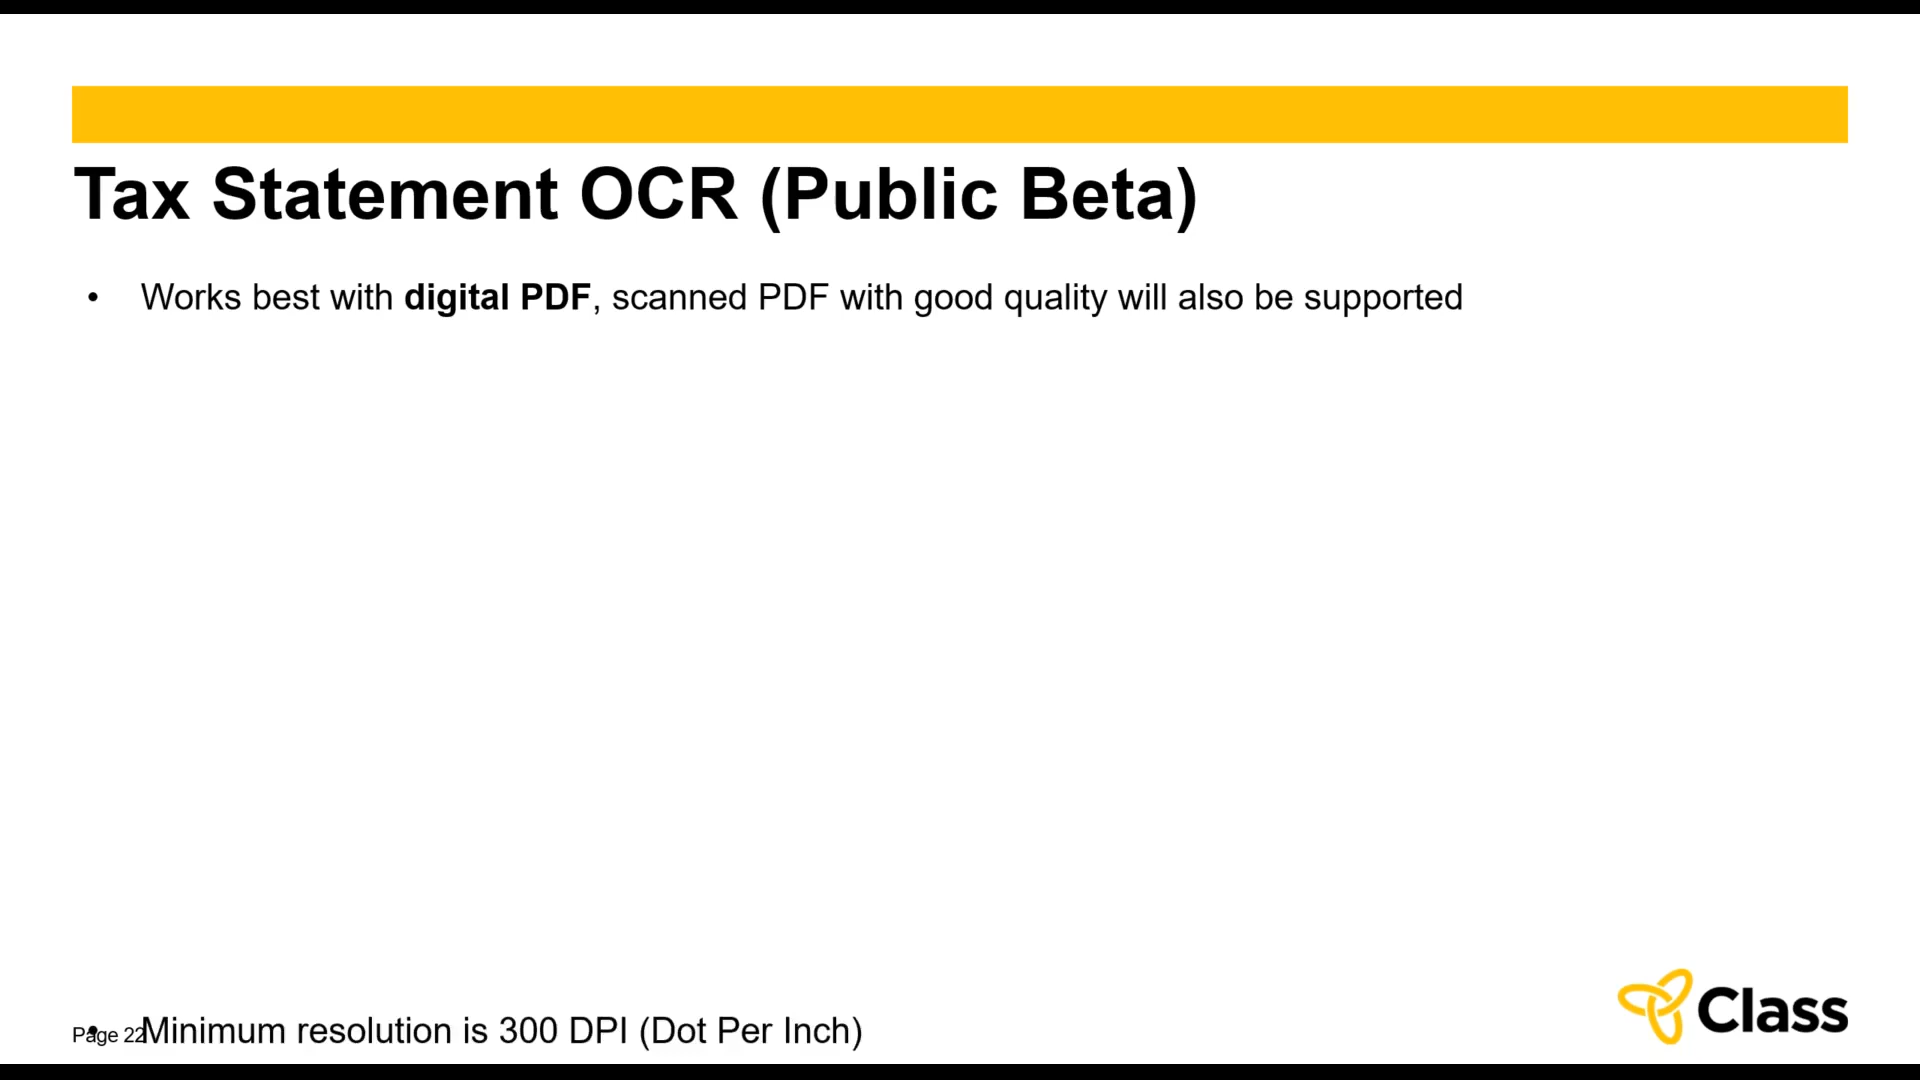 Tax Statement OCR (Public Beta)
• Works best with digital PDF, scanned PDF with good quality will also be supported
• Minimum resolution is 300 DPI (Dot Per Inch)
Page 22
Class